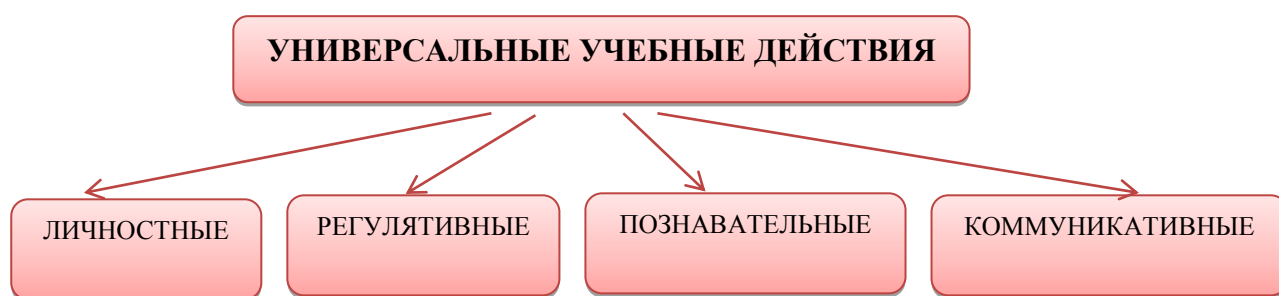 УНИВЕРСАЛЬНЫЕ УЧЕБНЫЕ ДЕЙСТВИЯ
ЛИЧНОСТНЫЕ
РЕГУЛЯТИВНЫЕ
ПОЗНАВАТЕЛЬНЫЕ
КОММУНИКАТИВНЫЕ